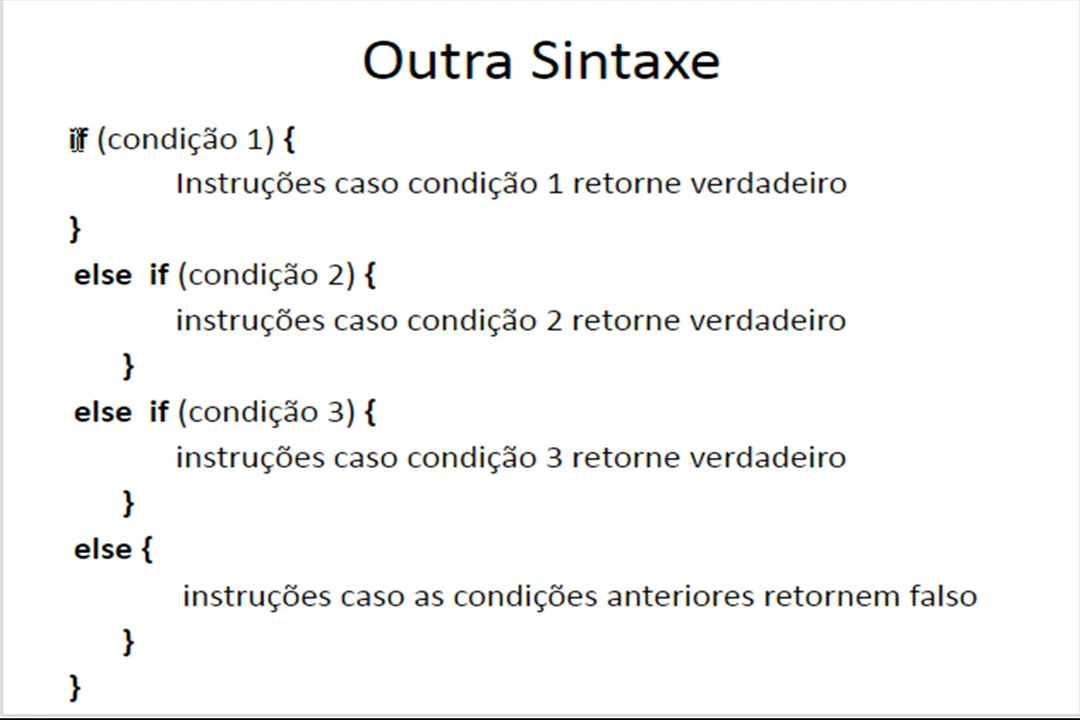 Outra Sintaxe
if (condição 1) {
Instruções caso condição 1 retorne verdadeiro
}
else if (condição 2) {
instruções caso condição 2 retorne verdadeiro
}
else if (condição 3) {
instruções caso condição 3 retorne verdadeiro
}
else {
instruções caso as condições anteriores retornem falso
}
}